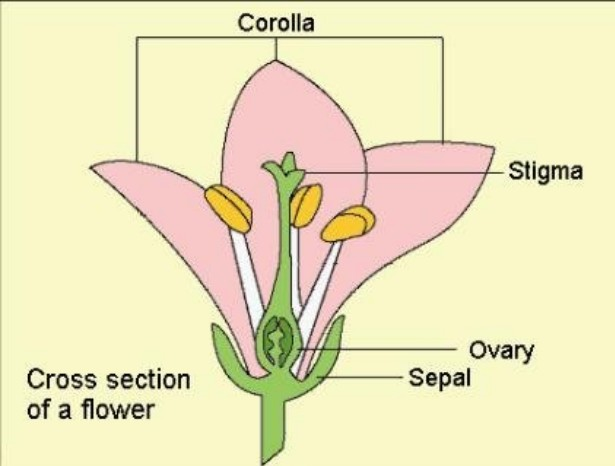 Corolla
Stigma
Ovary
Sepal
Cross section
of a flower